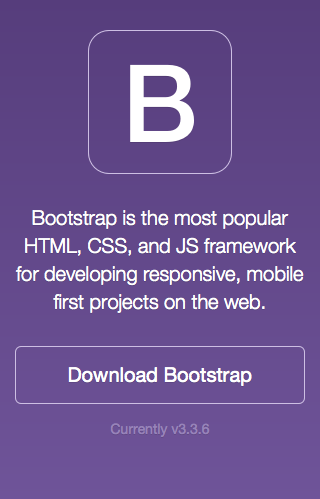 B
Bootstrap is the most popular
HTML, CSS, and JS framework
for developing responsive, mobile
first projects on the web.
Download Bootstrap
Currently v3.3.6